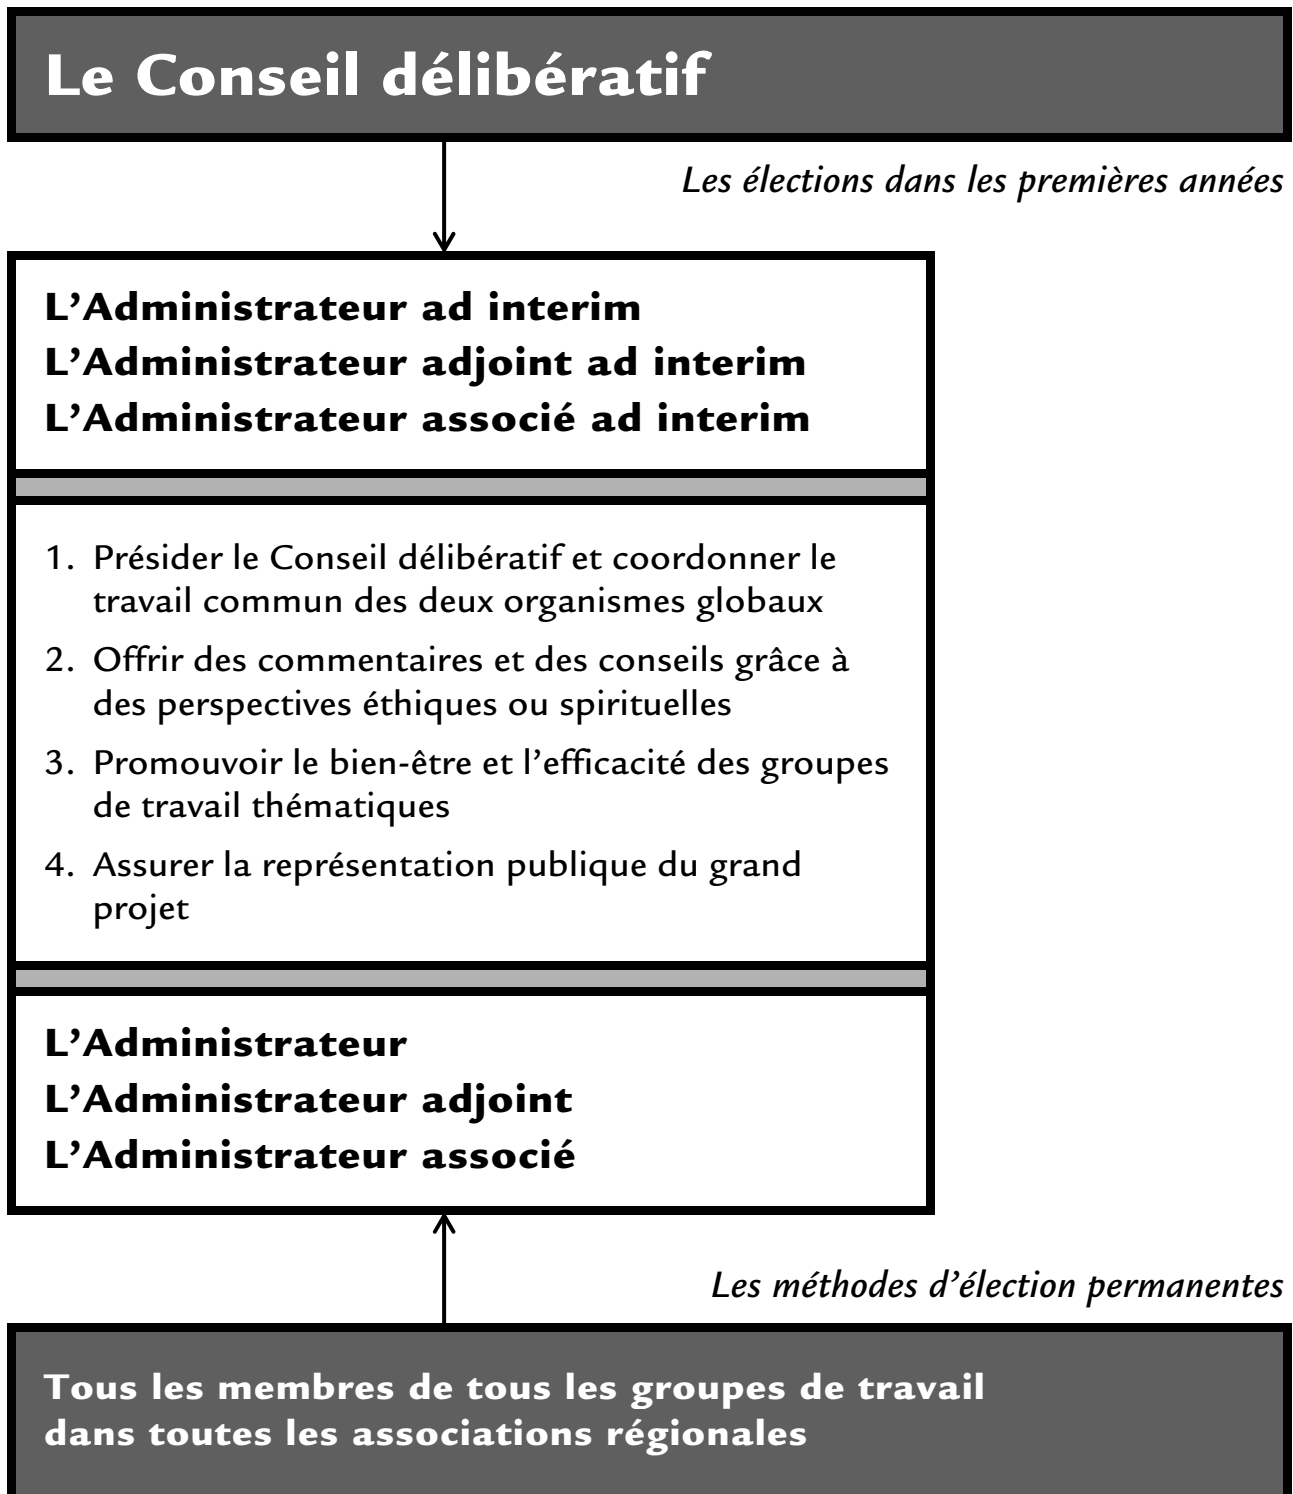 Le Conseil délibératif
Les élections dans les premières années
L’Administrateur ad interim
L’Administrateur adjoint ad interim
L’Administrateur associé ad interim
1. Présider le Conseil délibératif et coordonner le
travail commun des deux organismes globaux
2. Offrir des commentaires et des conseils grâce à
des perspectives éthiques ou spirituelles
3. Promouvoir le bien-être et l’efficacité des groupes
de travail thématiques
4. Assurer la représentation publique du grand
projet
L’Administrateur
L’Administrateur adjoint
L’Administrateur associé
Les méthodes d’élection permanentes
Tous les membres de tous les groupes de travail
dans toutes les associations régionales